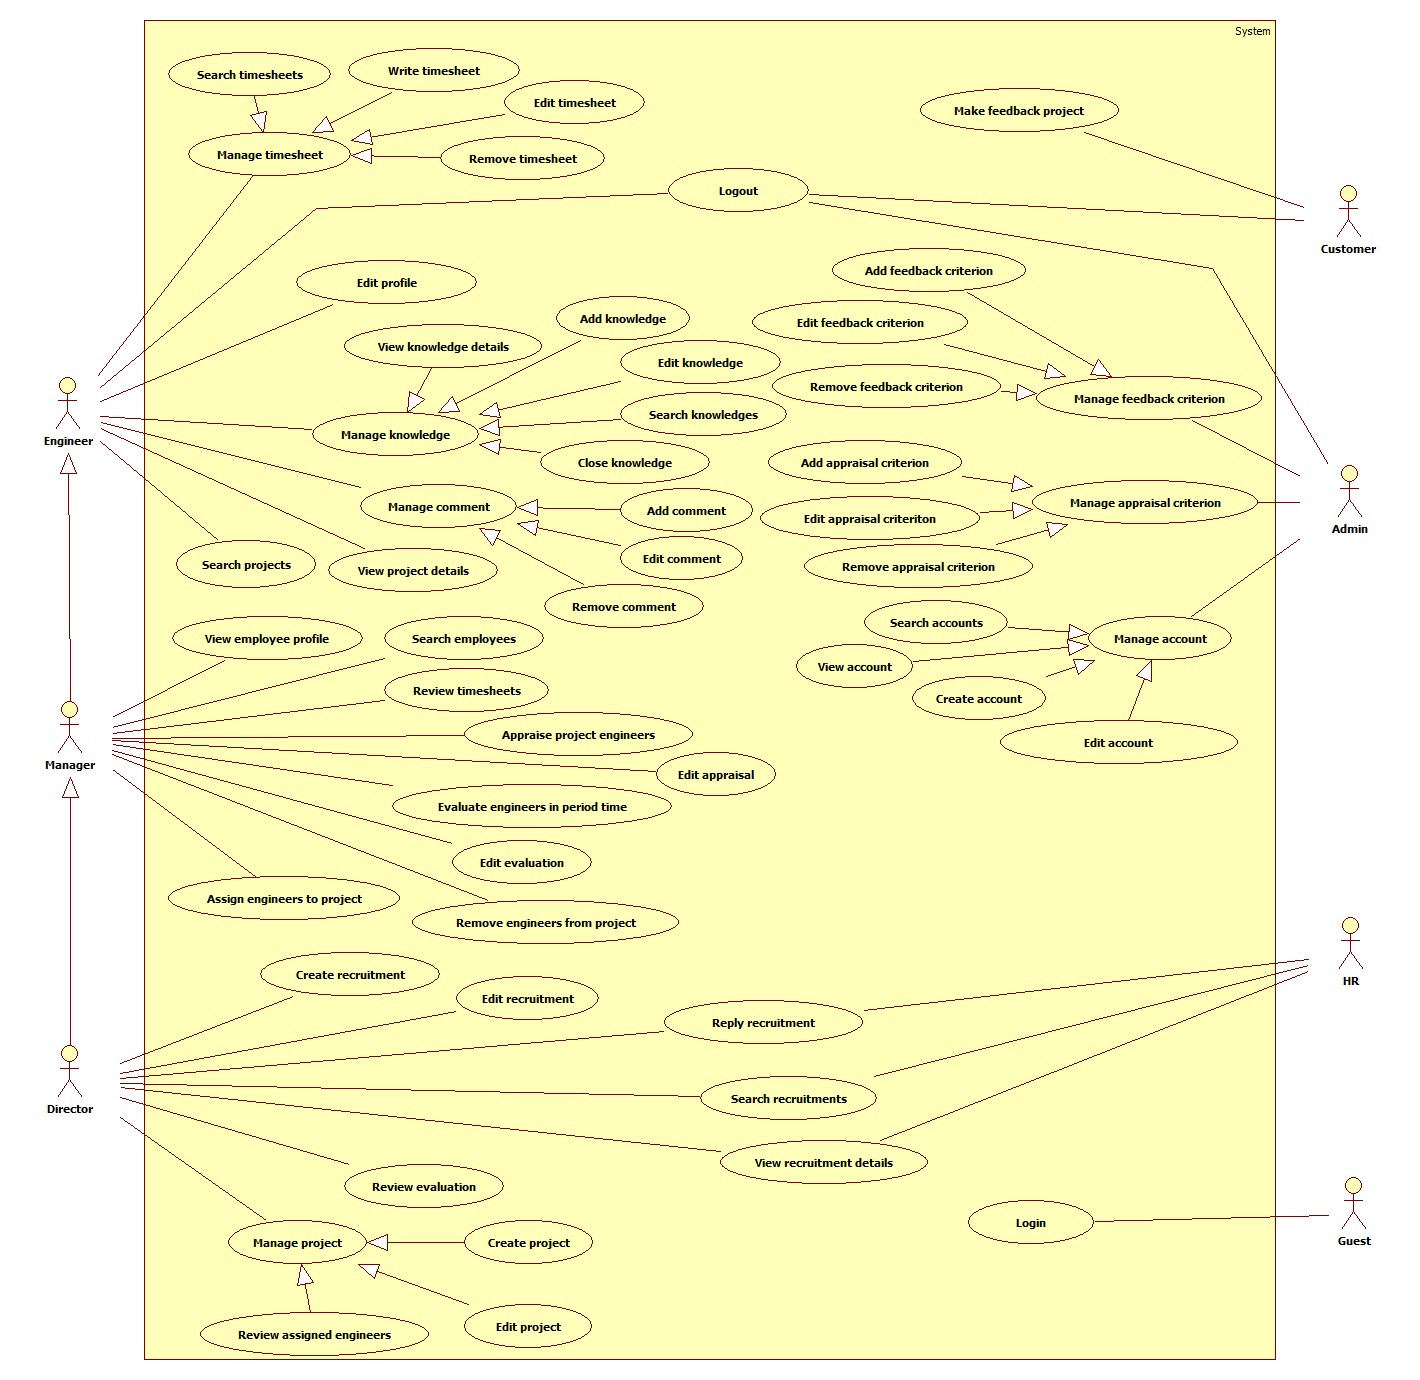 System
Search timesheets
Write timesheet
Edit timesheet
Make feedback project
Manage timesheet
Remove timesheet
Logout
Customer
Add feedback criterion
Edit profile
Add knowledge
Edit feedback criterion
View knowledge details
Edit knowledge
Remove feedback criterion
Manage feedback criterion
Search knowledges
Manage knowledge
Engineer
Close knowledge
Add appraisal criterion
Manage appraisal criterion
Manage comment
Add comment
Edit appraisal criteriton
Admin
Edit comment
Search projects
View project details
Remove appraisal criterion
Remove comment
Search accounts
View employee profile
Search employees
Manage account
View account
Review timesheets
Create account
Appraise project engineers
Edit account
Manager
Edit appraisal
Evaluate engineers in period time
Edit evaluation
Assign engineers to project
Remove engineers from project
Create recruitment
HR
Edit recruitment
Reply recruitment
Search recruitments
Director
View recruitment details
Review evaluation
Login
Manage project
Create project
Guest
Edit project
Review assigned engineers